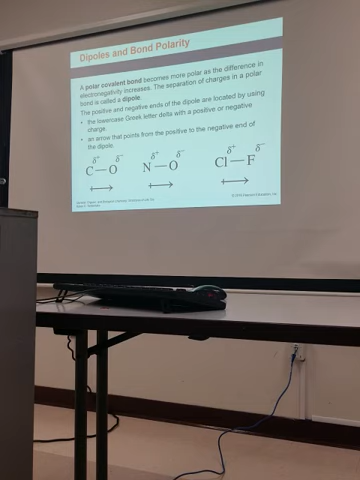 Dipoles and Bond Polarity
A polar covalent bond becomes more polar as the difference in
electronegativity increases. The separation of charges in a polar
bond is called a dipole.
The positive and negative ends of the dipole are located by using
• the lowercase Greek letter delta with a positive or negative
charge
• an arrow that points from the positive to the negative end of
the dipole.
δ⁺ δ⁻ δ⁺ δ⁻ δ⁺ δ⁻
C—O N—O Cl—F